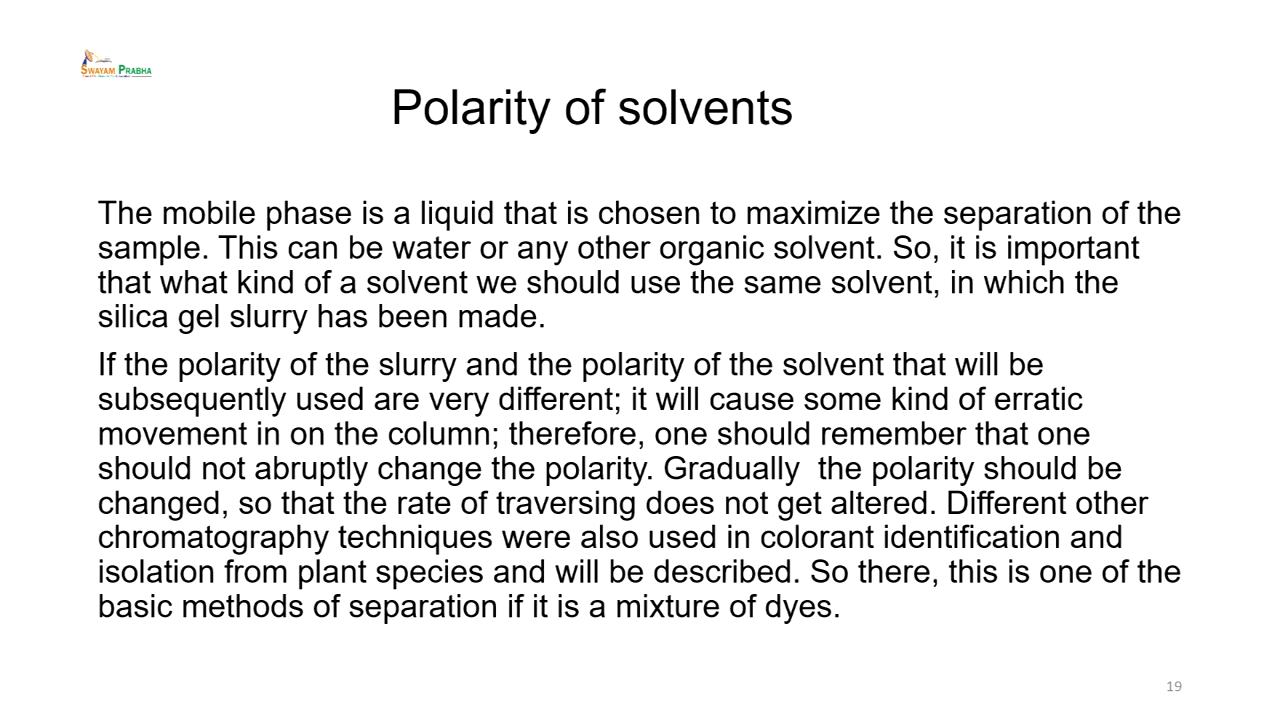 SWAYAM PRABHA
Polarity of solvents
The mobile phase is a liquid that is chosen to maximize the separation of the
sample. This can be water or any other organic solvent. So, it is important
that what kind of a solvent we should use the same solvent, in which the
silica gel slurry has been made.
If the polarity of the slurry and the polarity of the solvent that will be
subsequently used are very different; it will cause some kind of erratic
movement in on the column; therefore, one should remember that one
should not abruptly change the polarity. Gradually  the polarity should be
changed, so that the rate of traversing does not get altered. Different other
chromatography techniques were also used in colorant identification and
isolation from plant species and will be described. So there, this is one of the
basic methods of separation if it is a mixture of dyes.
19